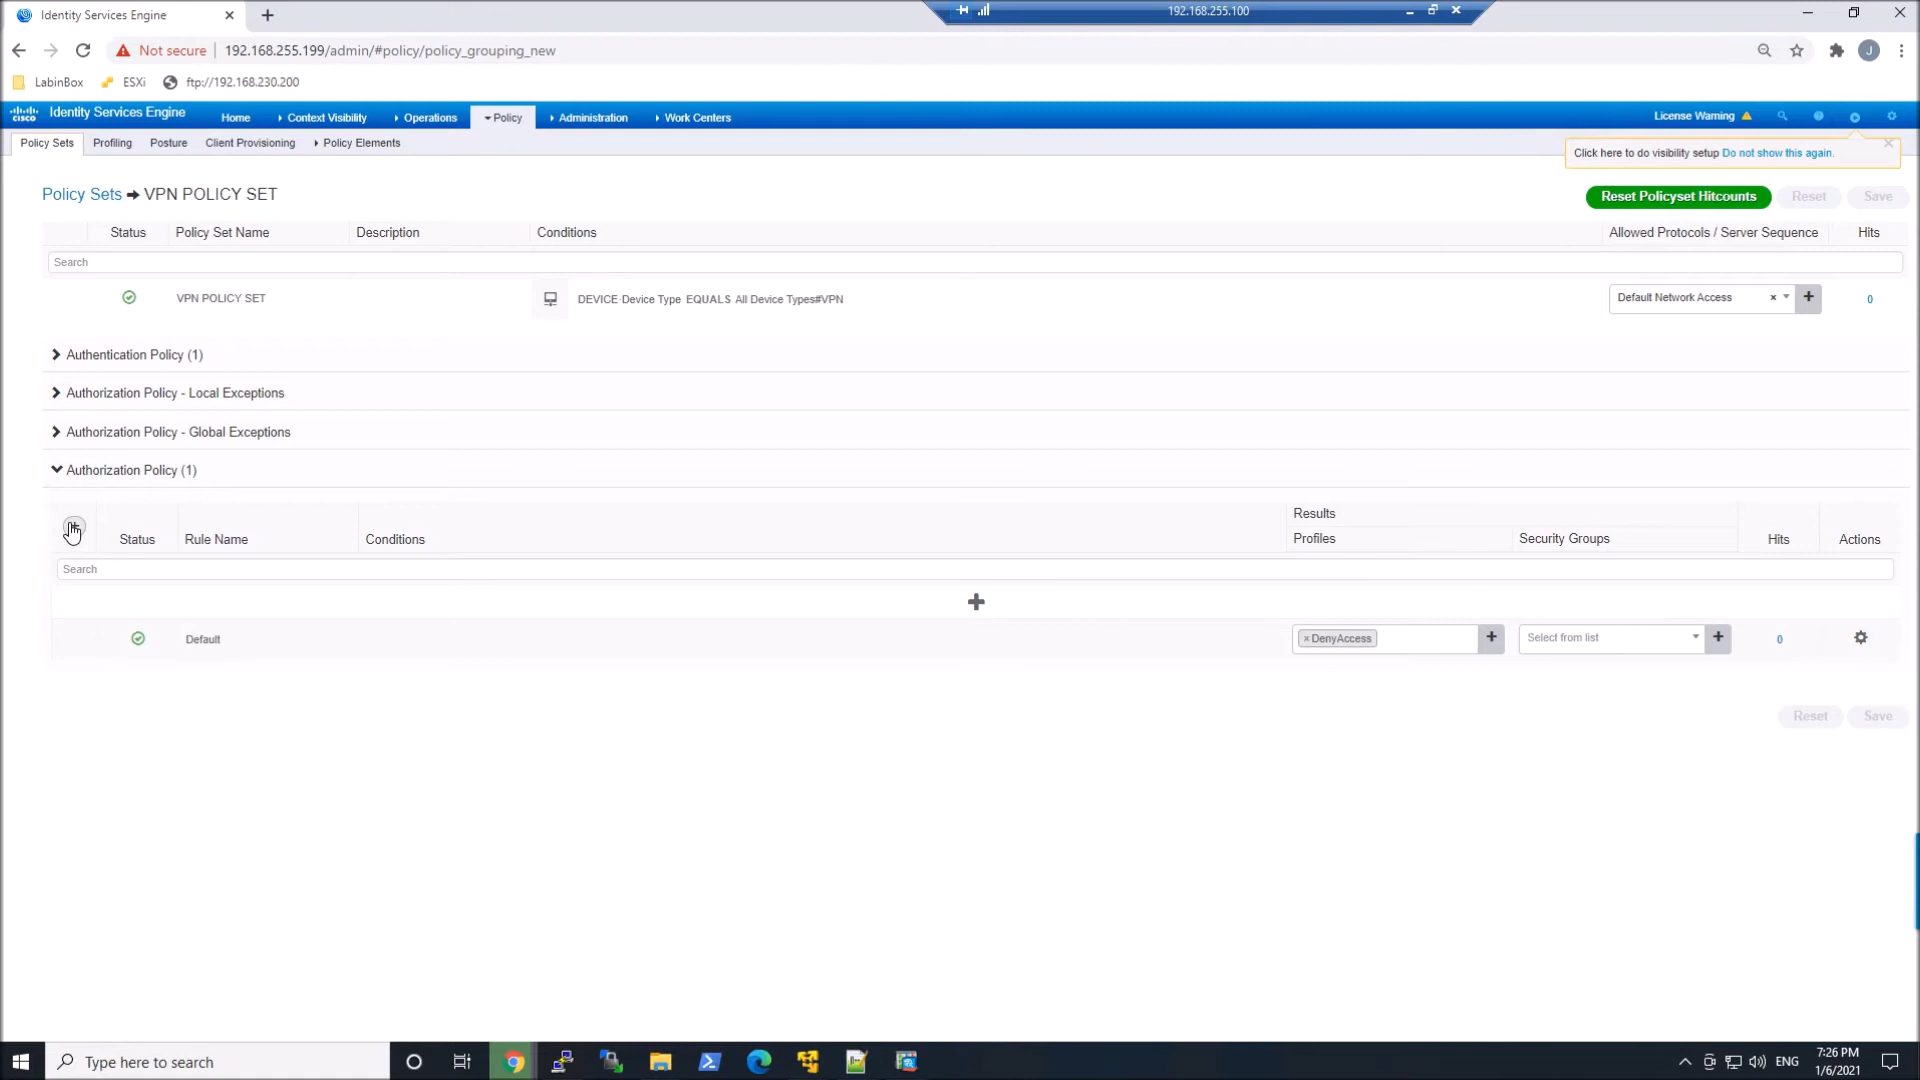 Identity Services Engine
192.168.255.100
Not secure | 192.168.255.199/admin/#policy/policy_grouping_new
J
LabinBox ESXi ftp://192.168.230.200
cisco Identity Services Engine Home Context Visibility Operations Policy Administration Work Centers License Warning
Policy Sets Profiling Posture Client Provisioning Policy Elements
Click here to do visibility setup Do not show this again.
Policy Sets → VPN POLICY SET Reset Policyset Hitcounts Reset Save
Status Policy Set Name Description Conditions Allowed Protocols / Server Sequence Hits
Search
VPN POLICY SET DEVICE·Device Type EQUALS All Device Types#VPN Default Network Access × + 0
Authentication Policy (1)
Authorization Policy - Local Exceptions
Authorization Policy - Global Exceptions
Authorization Policy (1)
Results
Status Rule Name Conditions Profiles Security Groups Hits Actions
Search
+
Default × DenyAccess + Select from list + 0
Reset Save
Type here to search ENG 7:26 PM
1/6/2021